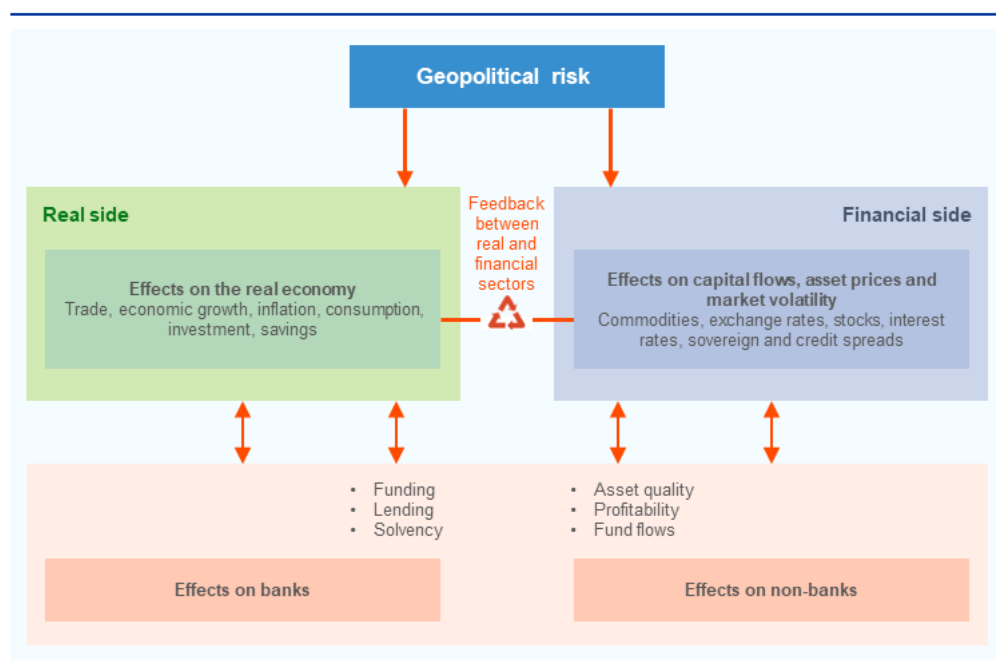 Geopolitical risk
Real side
Feedback
between
real and
financial
sectors
Financial side
Effects on the real economy
Trade, economic growth, inflation, consumption,
investment, savings
Effects on capital flows, asset prices and
market volatility
Commodities, exchange rates, stocks, interest
rates, sovereign and credit spreads
• Funding
• Lending
• Solvency
• Asset quality
• Profitability
• Fund flows
Effects on banks
Effects on non-banks